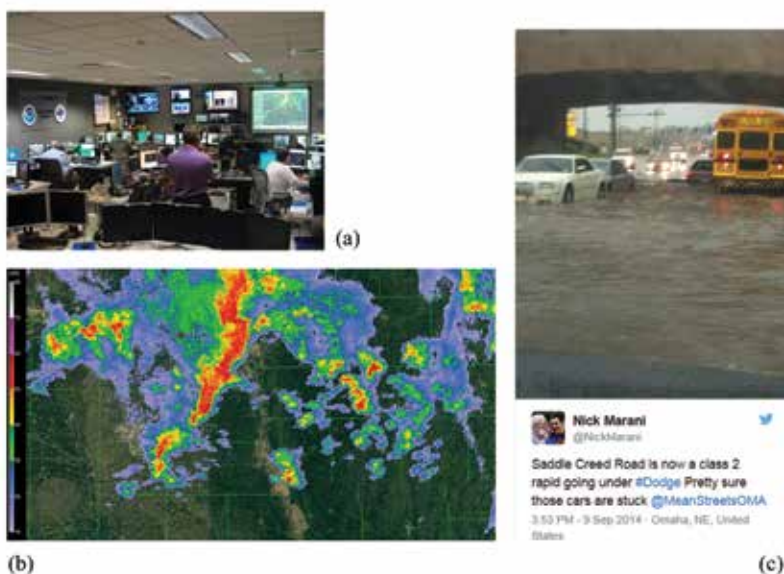 (a)
(b)
Nick Marani
@NickMarani
Saddle Creed Road is now a class 2
rapid going under #Dodge Pretty sure
those cars are stuck @MeanStreetsOMA
3:53 PM - 9 Sep 2014 - Omaha, NE, United
States
(c)